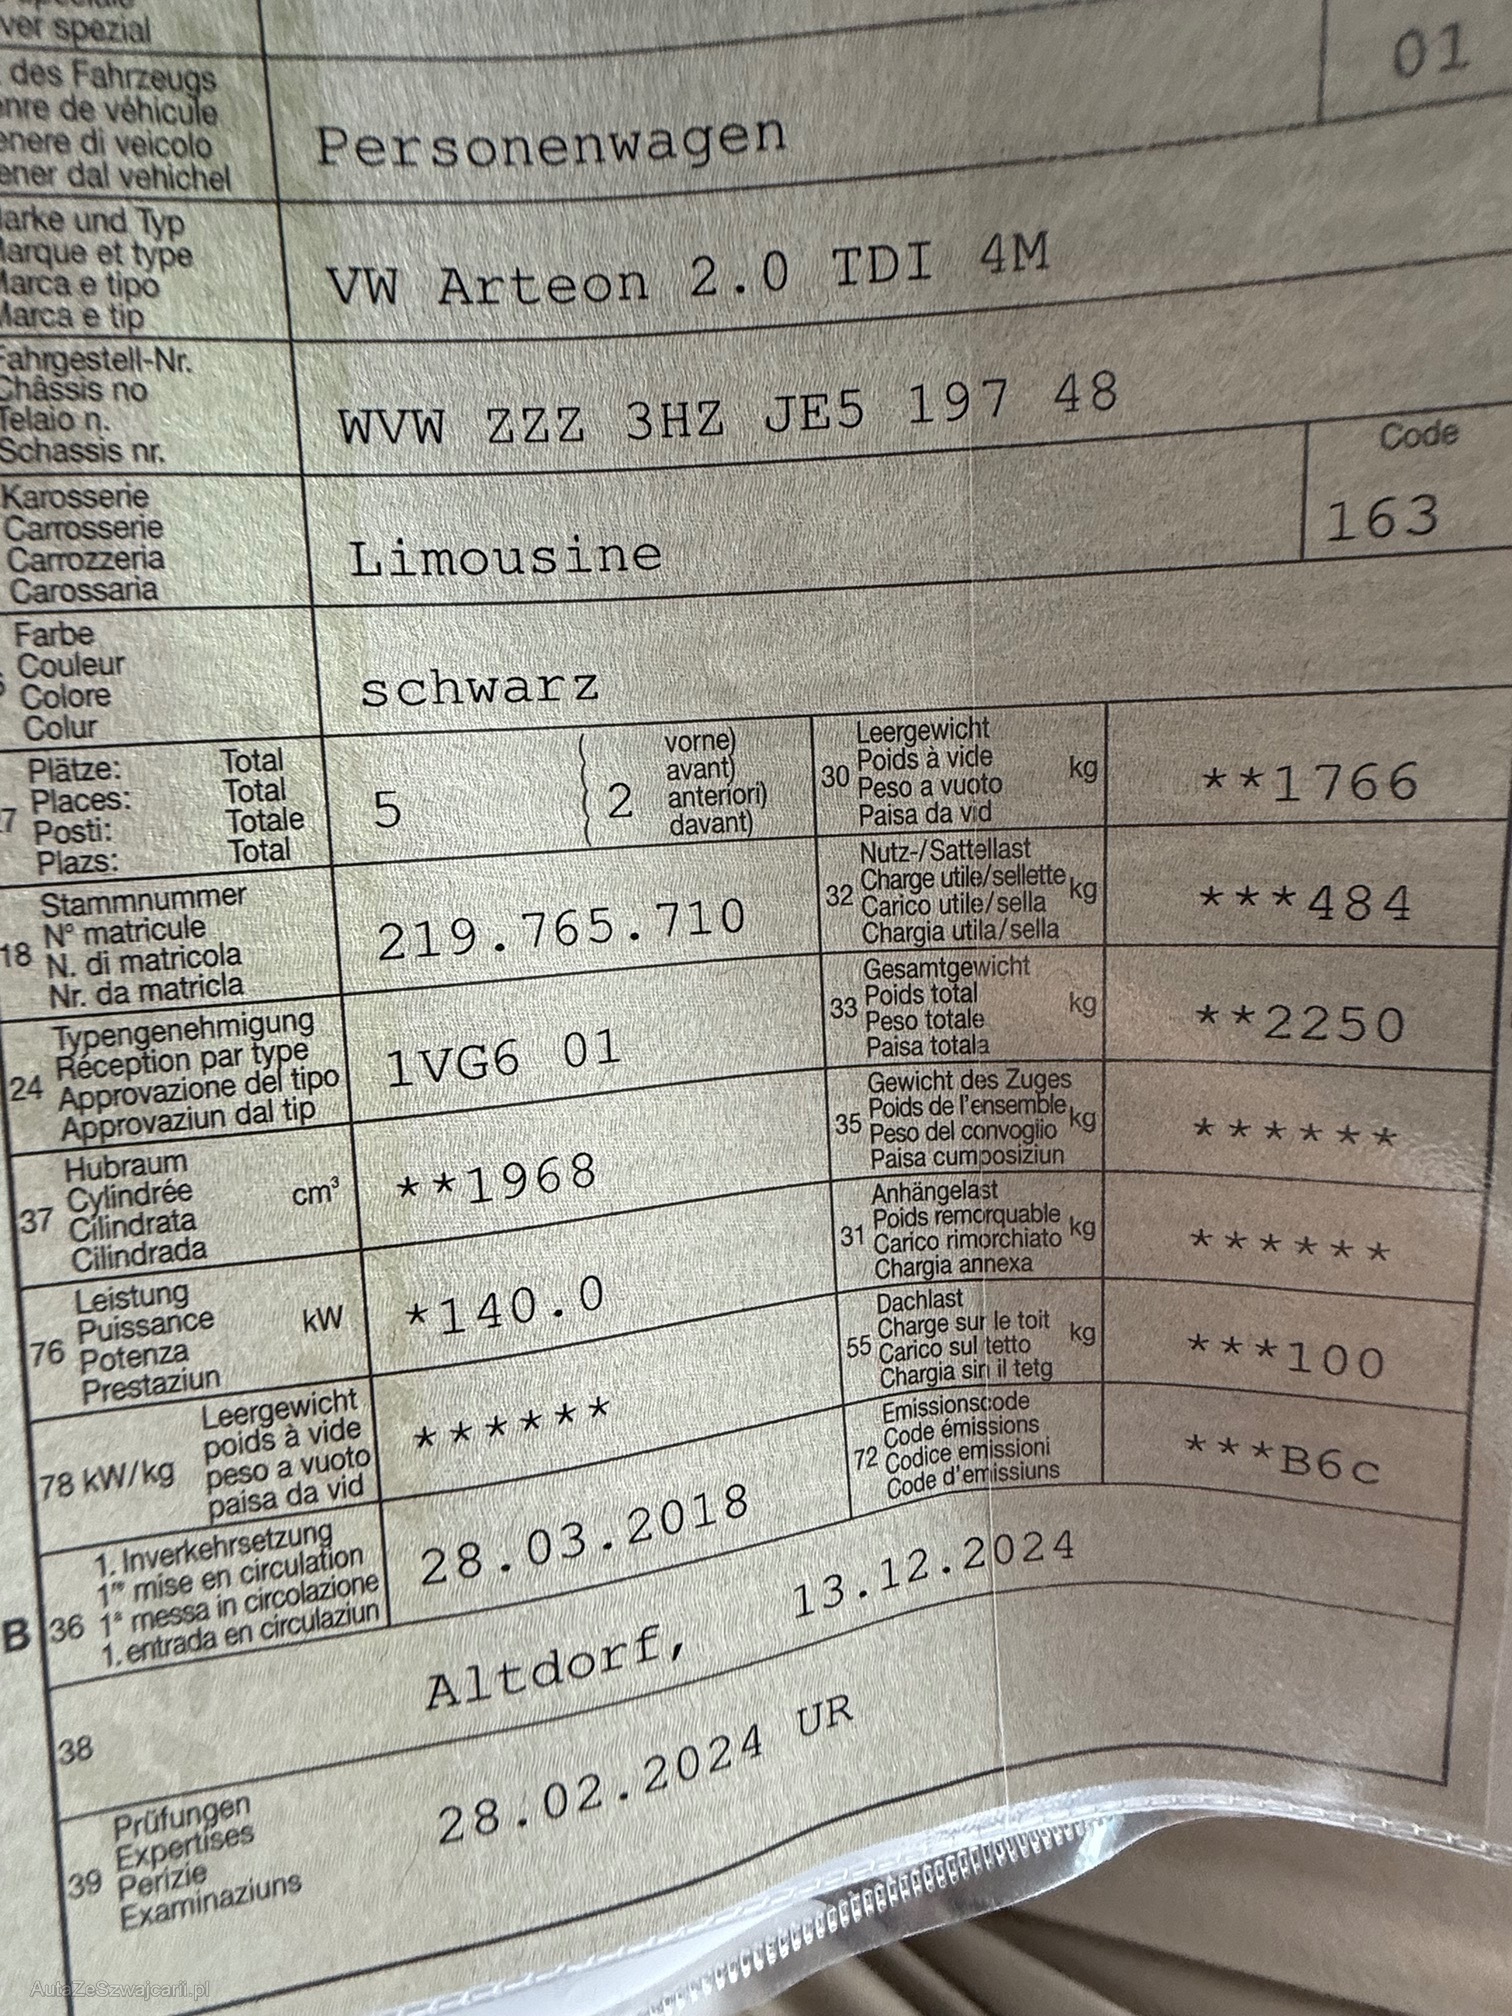 ver spezial
01
des Fahrzeugs
nre de véhicule
enere di veicolo
ener dal vehichel
Personenwagen
arke und Typ
arque et type
Marca e tipo
Marca e tip
VW Arteon 2.0 TDI 4M
Fahrgestell-Nr.
Châssis no
Telaio n.
Schassis nr.
WVW ZZZ 3HZ JE5 197 48
Karosserie
Carrosserie
Carrozzeria
Carossaria
Limousine
Code
163
Farbe
Couleur
Colore
Colur
schwarz
7 Plätze: Total
Places: Total
Posti: Totale
Plazs: Total
5 ( 2 vorne)
avant)
anteriori)
davant)
30 Leergewicht
Poids à vide
Peso a vuoto
Paisa da vid
kg
**1766
18 Stammnummer
N° matricule
N. di matricola
Nr. da matricla
219.765.710
32 Nutz-/Sattellast
Charge utile/sellette
Carico utile/sella
Chargia utila/sella
kg
***484
24 Typengenehmigung
Réception par type
Approvazione del tipo
Approvaziun dal tip
1VG6 01
33 Gesamtgewicht
Poids total
Peso totale
Paisa totala
kg
**2250
37 Hubraum
Cylindrée
Cilindrata
Cilindrada
cm³
**1968
35 Gewicht des Zuges
Poids de l'ensemble
Peso del convoglio
Paisa cumposiziun
kg
******
76 Leistung
Puissance
Potenza
Prestaziun
kW
*140.0
31 Anhängelast
Poids remorquable
Carico rimorchiato
Chargia annexa
kg
******
78 kW/kg Leergewicht
poids à vide
peso a vuoto
paisa da vid
******
55 Dachlast
Charge sur le toit
Carico sul tetto
Chargia sin il tetg
kg
***100
72 Emissionscode
Code émissions
Codice emissioni
Code d'emissiuns
***B6c
B 36 1. Inverkehrsetzung
1re mise en circulation
1a messa in circolazione
1. entrada en circulaziun
28.03.2018
38 Altdorf, 13.12.2024
39 Prüfungen
Expertises
Perizie
Examinaziuns
28.02.2024 UR
AutaZeSzwajcarii.pl